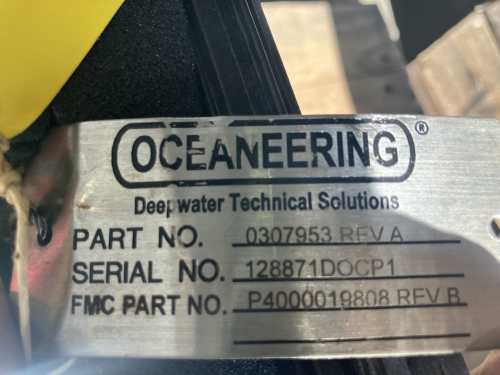 OCEANEERING®
Deepwater Technical Solutions
PART NO. 0307953 REV A
SERIAL NO. 128871DOCP1
FMC PART NO. P4000019808 REV B